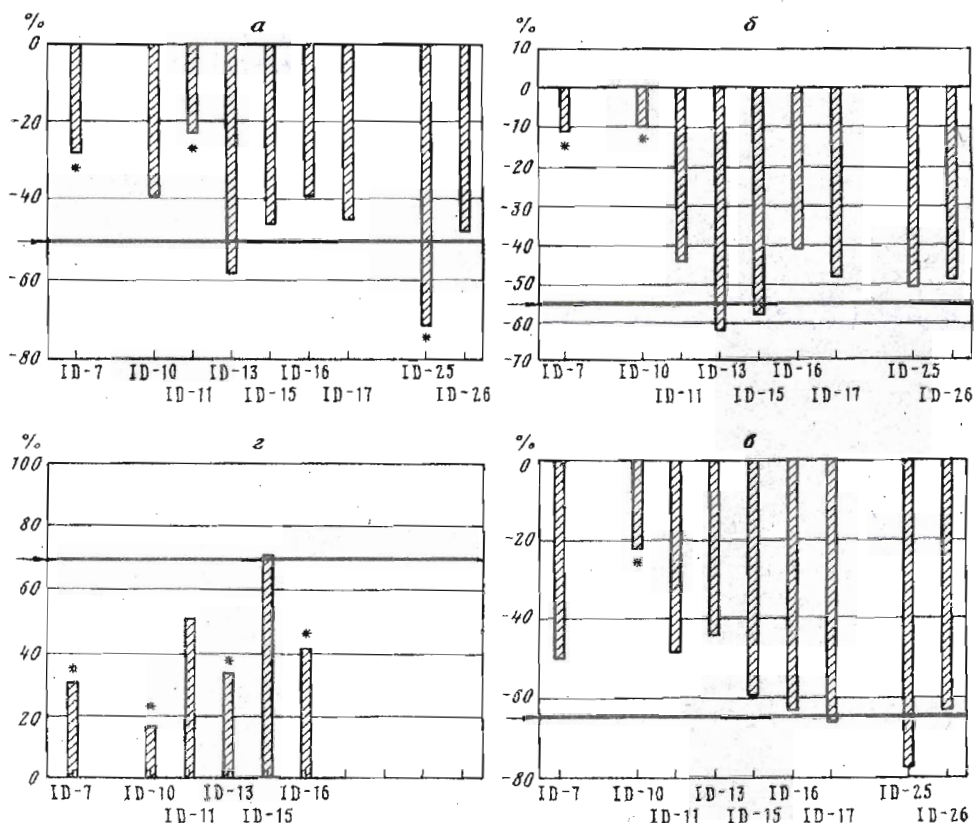 % а
0
-20
*
*
-40
-60
*
-80
ID-7 ID-10 ID-13 ID-16 ID-25
ID-11 ID-15 ID-17 ID-26
% б
10
0
-10
* *
-20
-30
-40
-50
-60
-70
ID-7 ID-10 ID-13 ID-16 ID-25
ID-11 ID-15 ID-17 ID-26
% г
100
80
60
*
40
* *
*
20
0
ID-7 ID-10 ID-13 ID-16
ID-11 ID-15
% в
0
-20
*
-40
-60
-80
ID-7 ID-10 ID-13 ID-16 ID-25
ID-11 ID-15 ID-17 ID-26